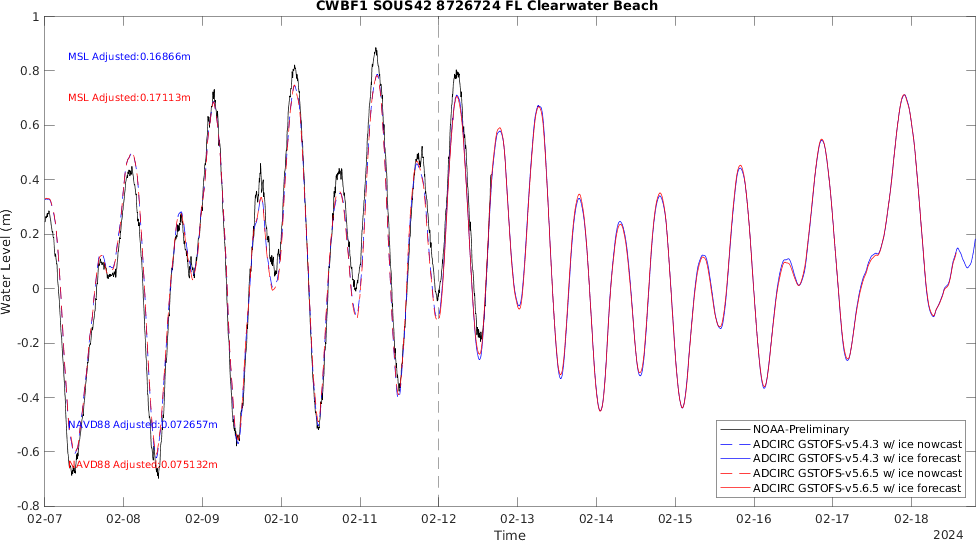 CWBF1 SOUS42 8726724 FL Clearwater Beach
1
0.8
0.6
0.4
0.2
0
-0.2
-0.4
-0.6
-0.8
Water Level (m)
MSL Adjusted:0.16866m
MSL Adjusted:0.17113m
NAVD88 Adjusted:0.072657m
NAVD88 Adjusted:0.075132m
NOAA-Preliminary
ADCIRC GSTOFS-v5.4.3 w/ ice nowcast
ADCIRC GSTOFS-v5.4.3 w/ ice forecast
ADCIRC GSTOFS-v5.6.5 w/ ice nowcast
ADCIRC GSTOFS-v5.6.5 w/ ice forecast
02-07 02-08 02-09 02-10 02-11 02-12 02-13 02-14 02-15 02-16 02-17 02-18
Time
2024